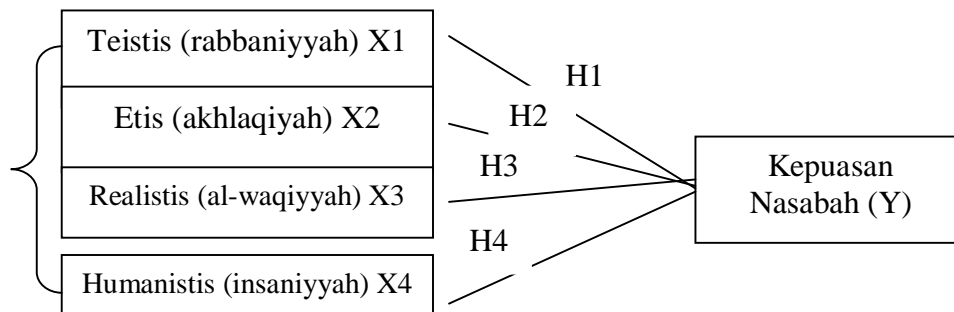 Teistis (rabbaniyyah) X1
H1
Etis (akhlaqiyah) X2
H2
H3
Realistis (al-waqiyyah) X3
H4
Humanistis (insaniyyah) X4
Kepuasan
Nasabah (Y)